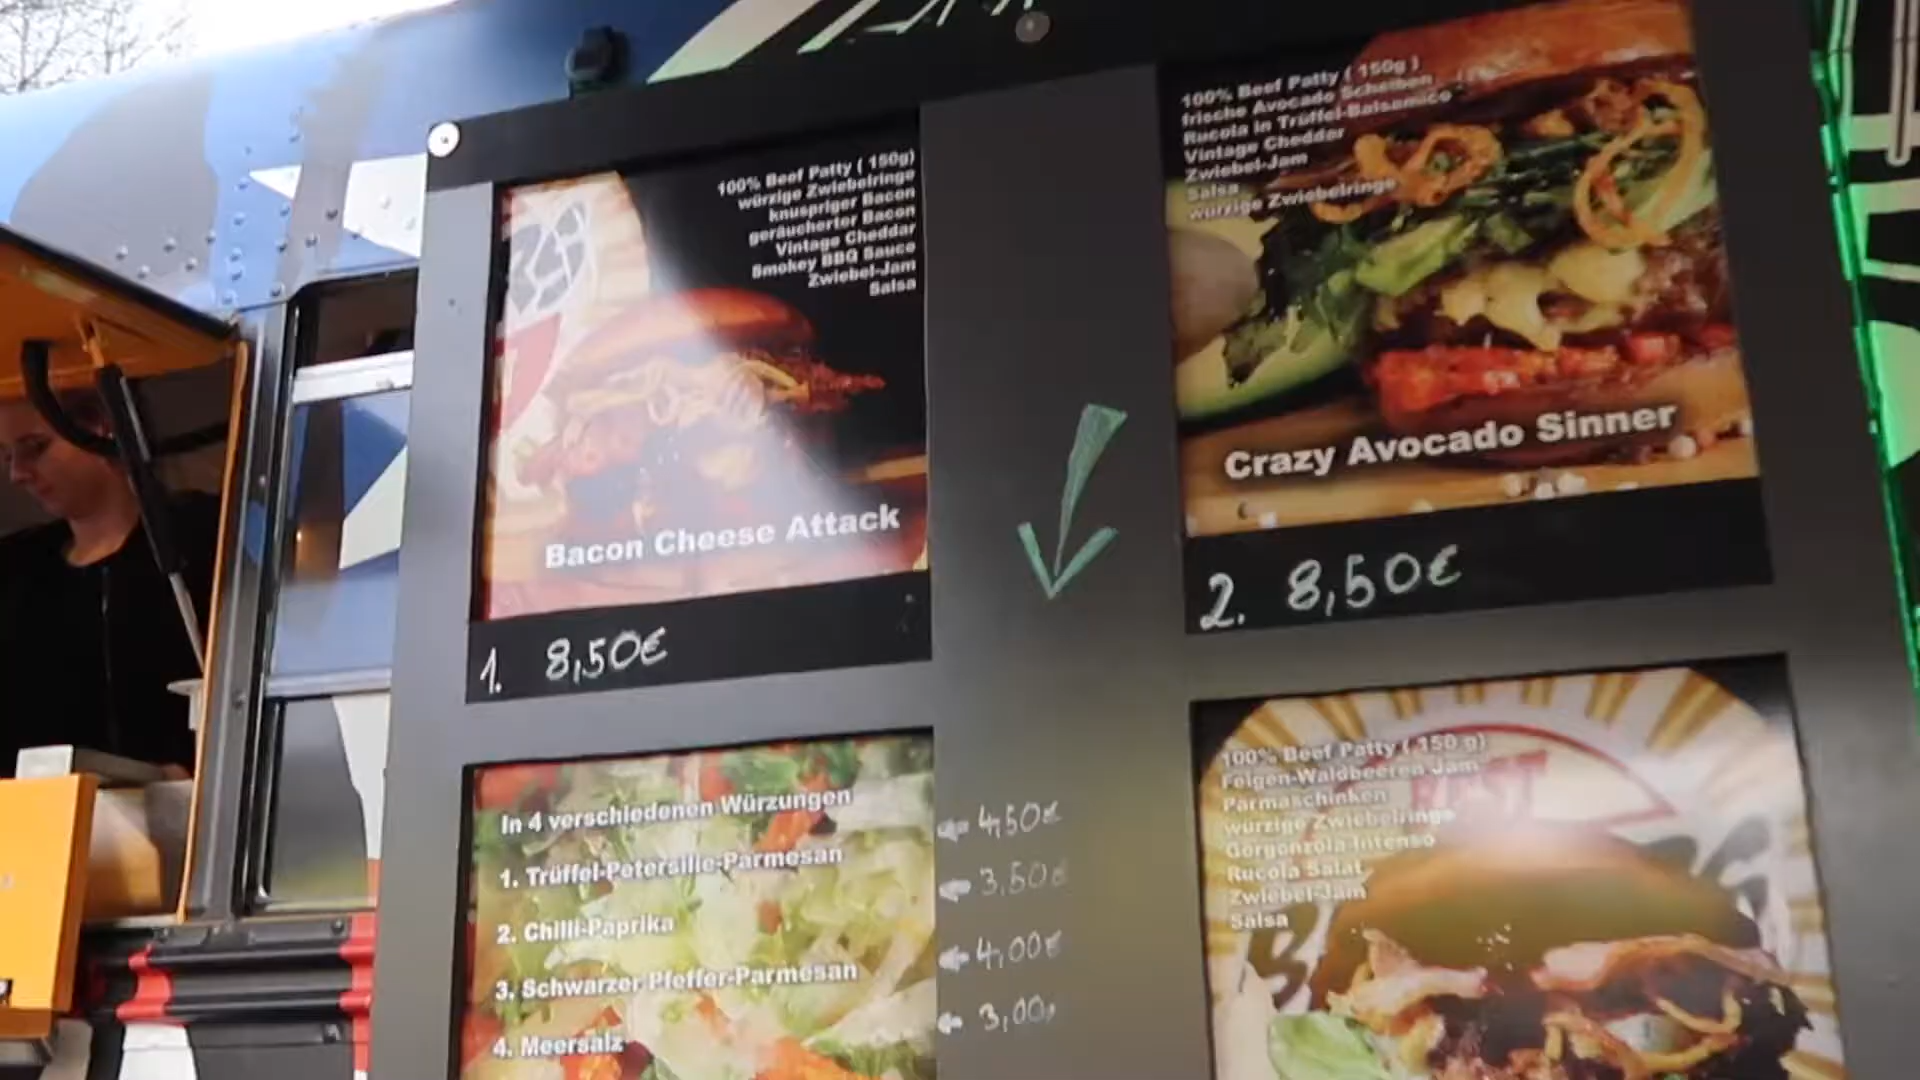 100% Beef Patty ( 150g)
würzige Zwiebelringe
knuspriger Bacon
geräucherter Bacon
Vintage Cheddar
Smokey BBQ Sauce
Zwiebel-Jam
Salsa
Bacon Cheese Attack
1. 8,50€
100% Beef Patty ( 150g )
frische Avocado Scheiben
Rucola in Trüffel-Balsamico
Vintage Cheddar
Zwiebel-Jam
Salsa
würzige Zwiebelringe
Crazy Avocado Sinner
2. 8,50€
In 4 verschiedenen Würzungen
1. Trüffel-Petersilie-Parmesan
2. Chilli-Paprika
3. Schwarzer Pfeffer-Parmesan
4. Meersalz
4,50€
3,50€
4,00€
3,00
100% Beef Patty ( 150 g)
Feigen-Waldbeeren Jam
Parmaschinken
würzige Zwiebelringe
Gorgonzola Intenso
Rucola Salat
Zwiebel-Jam
Salsa